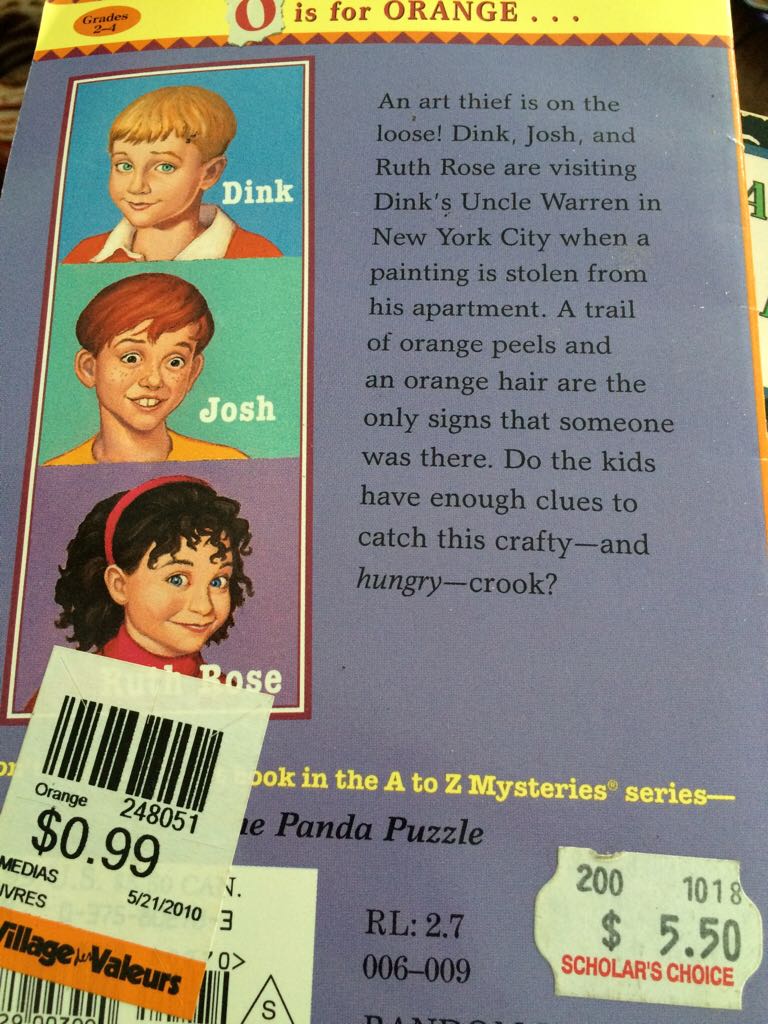 Grades
2–4
O is for ORANGE . . .
Dink
Josh
Ruth Rose
An art thief is on the
loose! Dink, Josh, and
Ruth Rose are visiting
Dink's Uncle Warren in
New York City when a
painting is stolen from
his apartment. A trail
of orange peels and
an orange hair are the
only signs that someone
was there. Do the kids
have enough clues to
catch this crafty—and
hungry—crook?
book in the A to Z Mysteries® series—
Panda Puzzle
Orange 248051
$0.99
5/21/2010
Village des Valeurs
RL: 2.7
006–009
S
200 1018
$ 5.50
SCHOLAR'S CHOICE